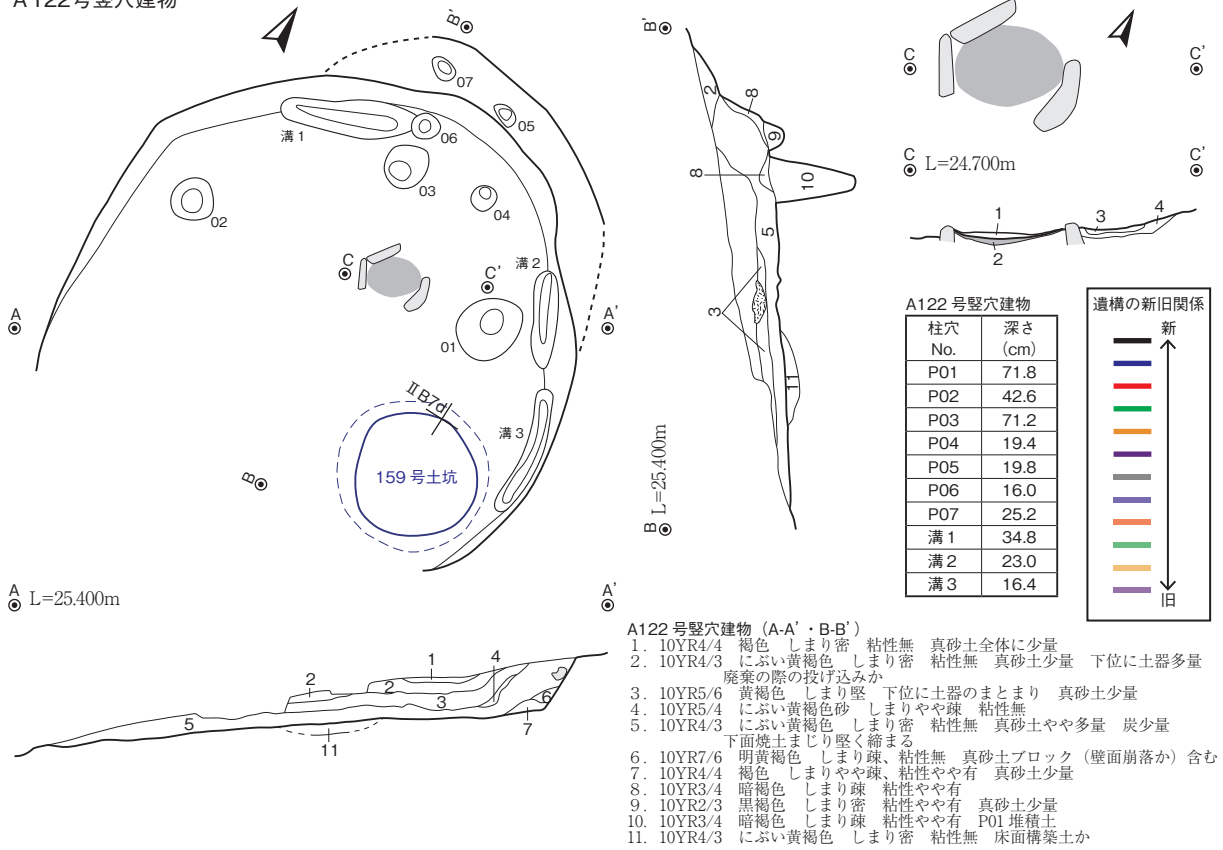 A122号竪穴建物
B'
07
05
06
溝 1
03
02
04
C
C'
溝 2
A
A'
01
ⅡB7d
溝 3
159 号土坑
B
A
L=25.400m
A'
1
4
2
2
3
6
5
7
11
B'
2
8
9
8
10
5
3
11
L=25.400m
B
C
C'
C
L=24.700m
C'
1
3
4
2
A122 号竪穴建物
柱穴 No. 深さ (cm)
P01 71.8
P02 42.6
P03 71.2
P04 19.4
P05 19.8
P06 16.0
P07 25.2
溝 1 34.8
溝 2 23.0
溝 3 16.4
遺構の新旧関係
新
旧
A122 号竪穴建物（A-A'・B-B'）
1. 10YR4/4 褐色 しまり密 粘性無 真砂土全体に少量
2. 10YR4/3 にぶい黄褐色 しまり密 粘性無 真砂土少量 下位に土器多量
廃棄の際の投げ込みか
3. 10YR5/6 黄褐色 しまり堅 下位に土器のまとまり 真砂土少量
4. 10YR5/4 にぶい黄褐色砂 しまりやや疎 粘性無
5. 10YR4/3 にぶい黄褐色 しまり密 粘性無 真砂土やや多量 炭少量
下面焼土まじり堅く締まる
6. 10YR7/6 明黄褐色 しまり疎、粘性無 真砂土ブロック（壁面崩落か）含む
7. 10YR4/4 褐色 しまりやや疎、粘性やや有 真砂土少量
8. 10YR3/4 暗褐色 しまり疎 粘性やや有
9. 10YR2/3 黒褐色 しまり密 粘性やや有 真砂土少量
10. 10YR3/4 暗褐色 しまり疎 粘性やや有 P01 堆積土
11. 10YR4/3 にぶい黄褐色 しまり密 粘性無 床面構築土か